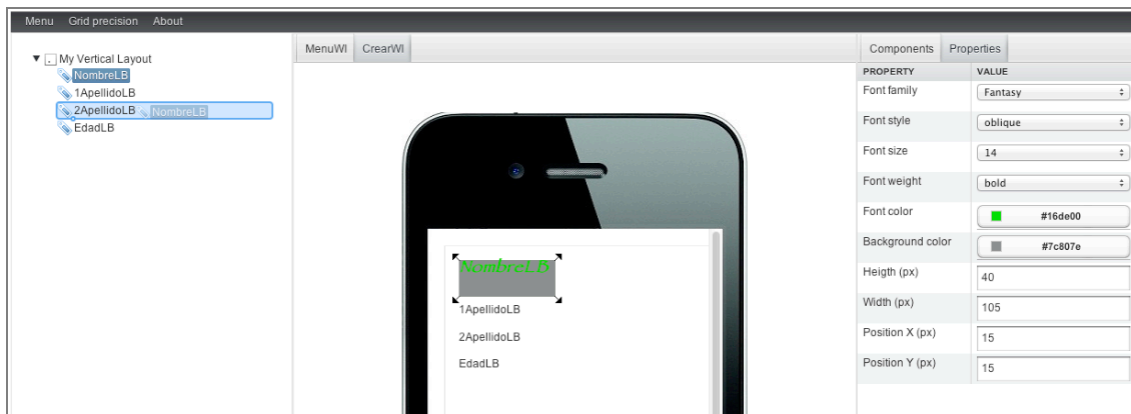 Menu Grid precision About
My Vertical Layout
NombreLB
1ApellidoLB
2ApellidoLB NombreLB
EdadLB
MenuWI CrearWI
NombreLB
1ApellidoLB
2ApellidoLB
EdadLB
Components Properties
PROPERTY VALUE
Font family Fantasy
Font style oblique
Font size 14
Font weight bold
Font color #16de00
Background color #7c807e
Heigth (px) 40
Width (px) 105
Position X (px) 15
Position Y (px) 15